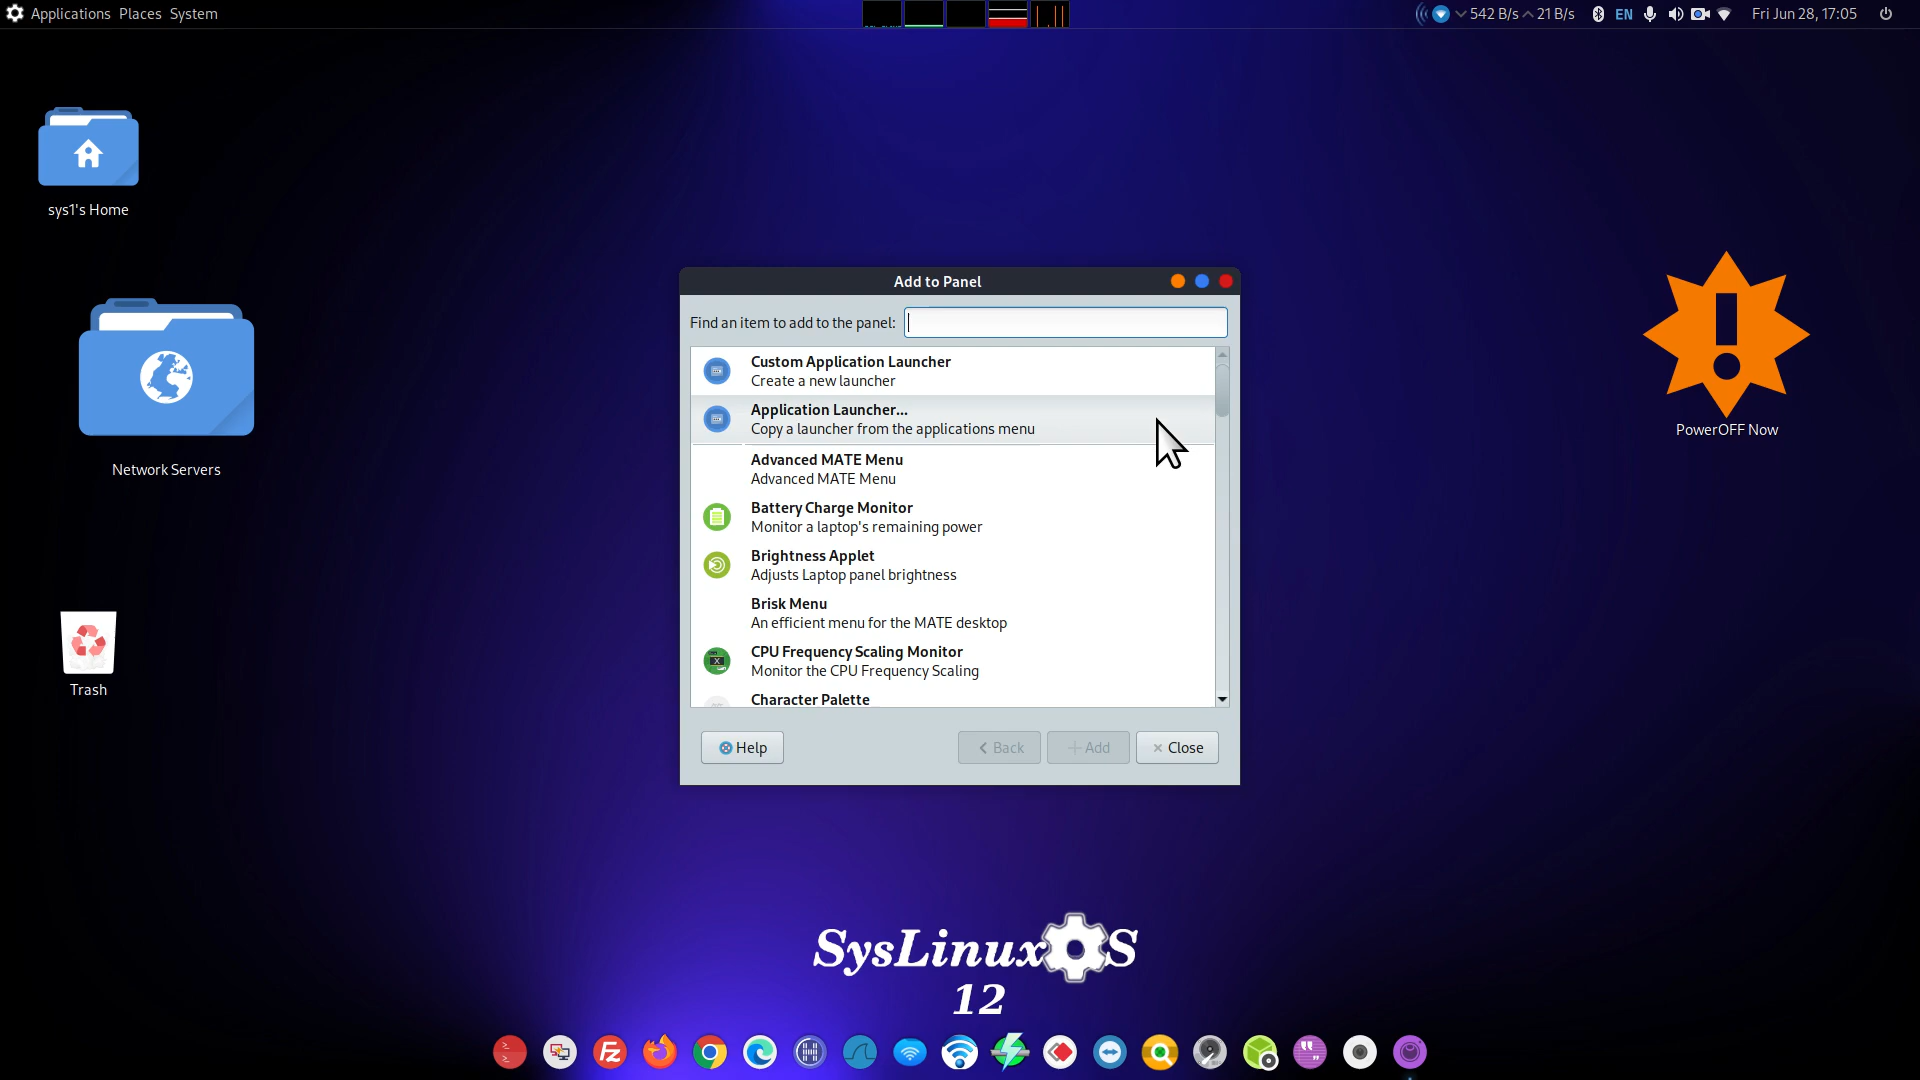 Applications Places System
542 B/s 21 B/s EN Fri Jun 28, 17:05
sys1's Home
Network Servers
Trash
PowerOFF Now
Add to Panel
Find an item to add to the panel:
Custom Application Launcher
Create a new launcher
Application Launcher...
Copy a launcher from the applications menu
Advanced MATE Menu
Advanced MATE Menu
Battery Charge Monitor
Monitor a laptop's remaining power
Brightness Applet
Adjusts Laptop panel brightness
Brisk Menu
An efficient menu for the MATE desktop
CPU Frequency Scaling Monitor
Monitor the CPU Frequency Scaling
Character Palette
Help Back Add Close
SysLinuxOS
12
Fz